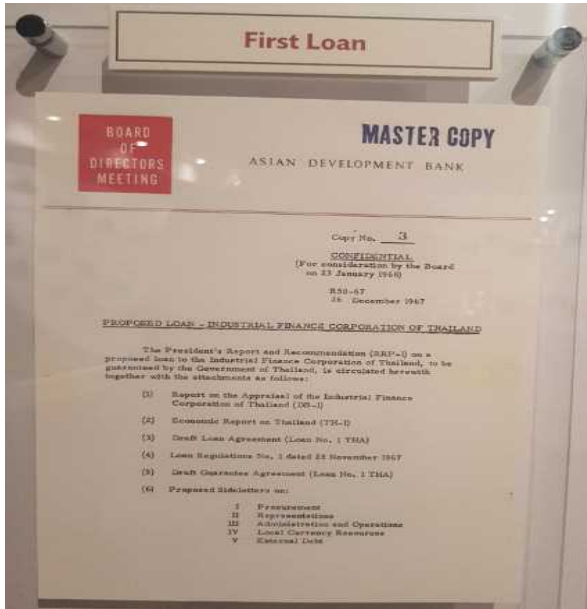 First Loan
BOARD
OF
DIRECTORS
MEETING
MASTER COPY
ASIAN DEVELOPMENT BANK
Copy No. 3
CONFIDENTIAL
(For consideration by the Board
on 23 January 1968)
R50-67
26 December 1967
PROPOSED LOAN - INDUSTRIAL FINANCE CORPORATION OF THAILAND
The President's Report and Recommendation (RRP-1) on a
proposed loan to the Industrial Finance Corporation of Thailand, to be
guaranteed by the Government of Thailand, is circulated herewith
together with the attachments as follows:
(1) Report on the Appraisal of the Industrial Finance
Corporation of Thailand
(2) Economic Report on Thailand (TH-1)
(3) Draft Loan Agreement (Loan No. 1 THA)
(4) Loan Regulations No. 1 dated 28 November 1967
(5) Draft Guarantee Agreement (Loan No. 1 THA)
(6) Proposed Sideletters on:
I Procurement
II Representations
III Administration and Operations
IV Local Currency Resources
V External Debt